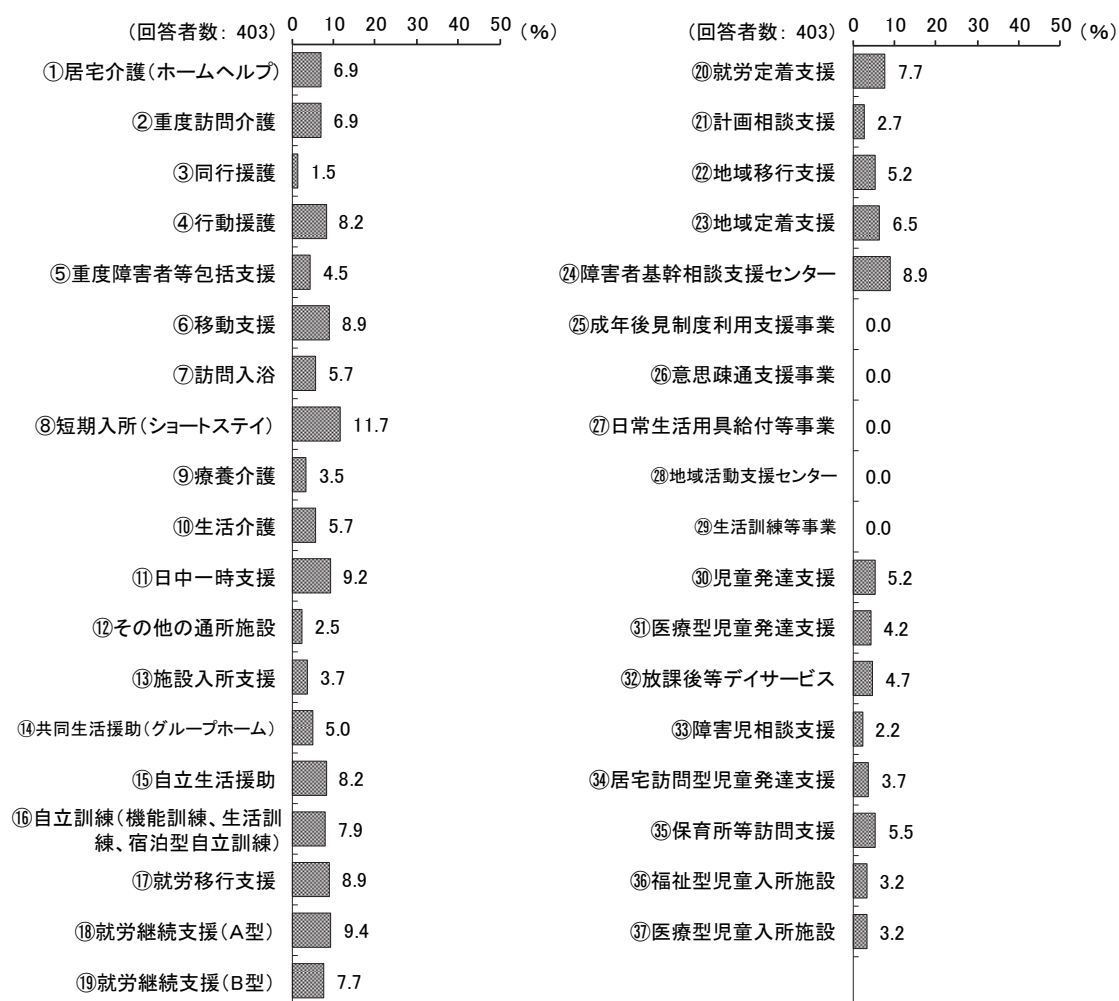 (回答者数: 403)
0 10 20 30 40 50 (%)
①居宅介護(ホームヘルプ) 6.9
②重度訪問介護 6.9
③同行援護 1.5
④行動援護 8.2
⑤重度障害者等包括支援 4.5
⑥移動支援 8.9
⑦訪問入浴 5.7
⑧短期入所(ショートステイ) 11.7
⑨療養介護 3.5
⑩生活介護 5.7
⑪日中一時支援 9.2
⑫その他の通所施設 2.5
⑬施設入所支援 3.7
⑭共同生活援助(グループホーム) 5.0
⑮自立生活援助 8.2
⑯自立訓練(機能訓練、生活訓
練、宿泊型自立訓練) 7.9
⑰就労移行支援 8.9
⑱就労継続支援(A型) 9.4
⑲就労継続支援(B型) 7.7
(回答者数: 403)
0 10 20 30 40 50 (%)
⑳就労定着支援 7.7
㉑計画相談支援 2.7
㉒地域移行支援 5.2
㉓地域定着支援 6.5
㉔障害者基幹相談支援センター 8.9
㉕成年後見制度利用支援事業 0.0
㉖意思疎通支援事業 0.0
㉗日常生活用具給付等事業 0.0
㉘地域活動支援センター 0.0
㉙生活訓練等事業 0.0
㉚児童発達支援 5.2
㉛医療型児童発達支援 4.2
㉜放課後等デイサービス 4.7
㉝障害児相談支援 2.2
㉞居宅訪問型児童発達支援 3.7
㉟保育所等訪問支援 5.5
㊱福祉型児童入所施設 3.2
㊲医療型児童入所施設 3.2